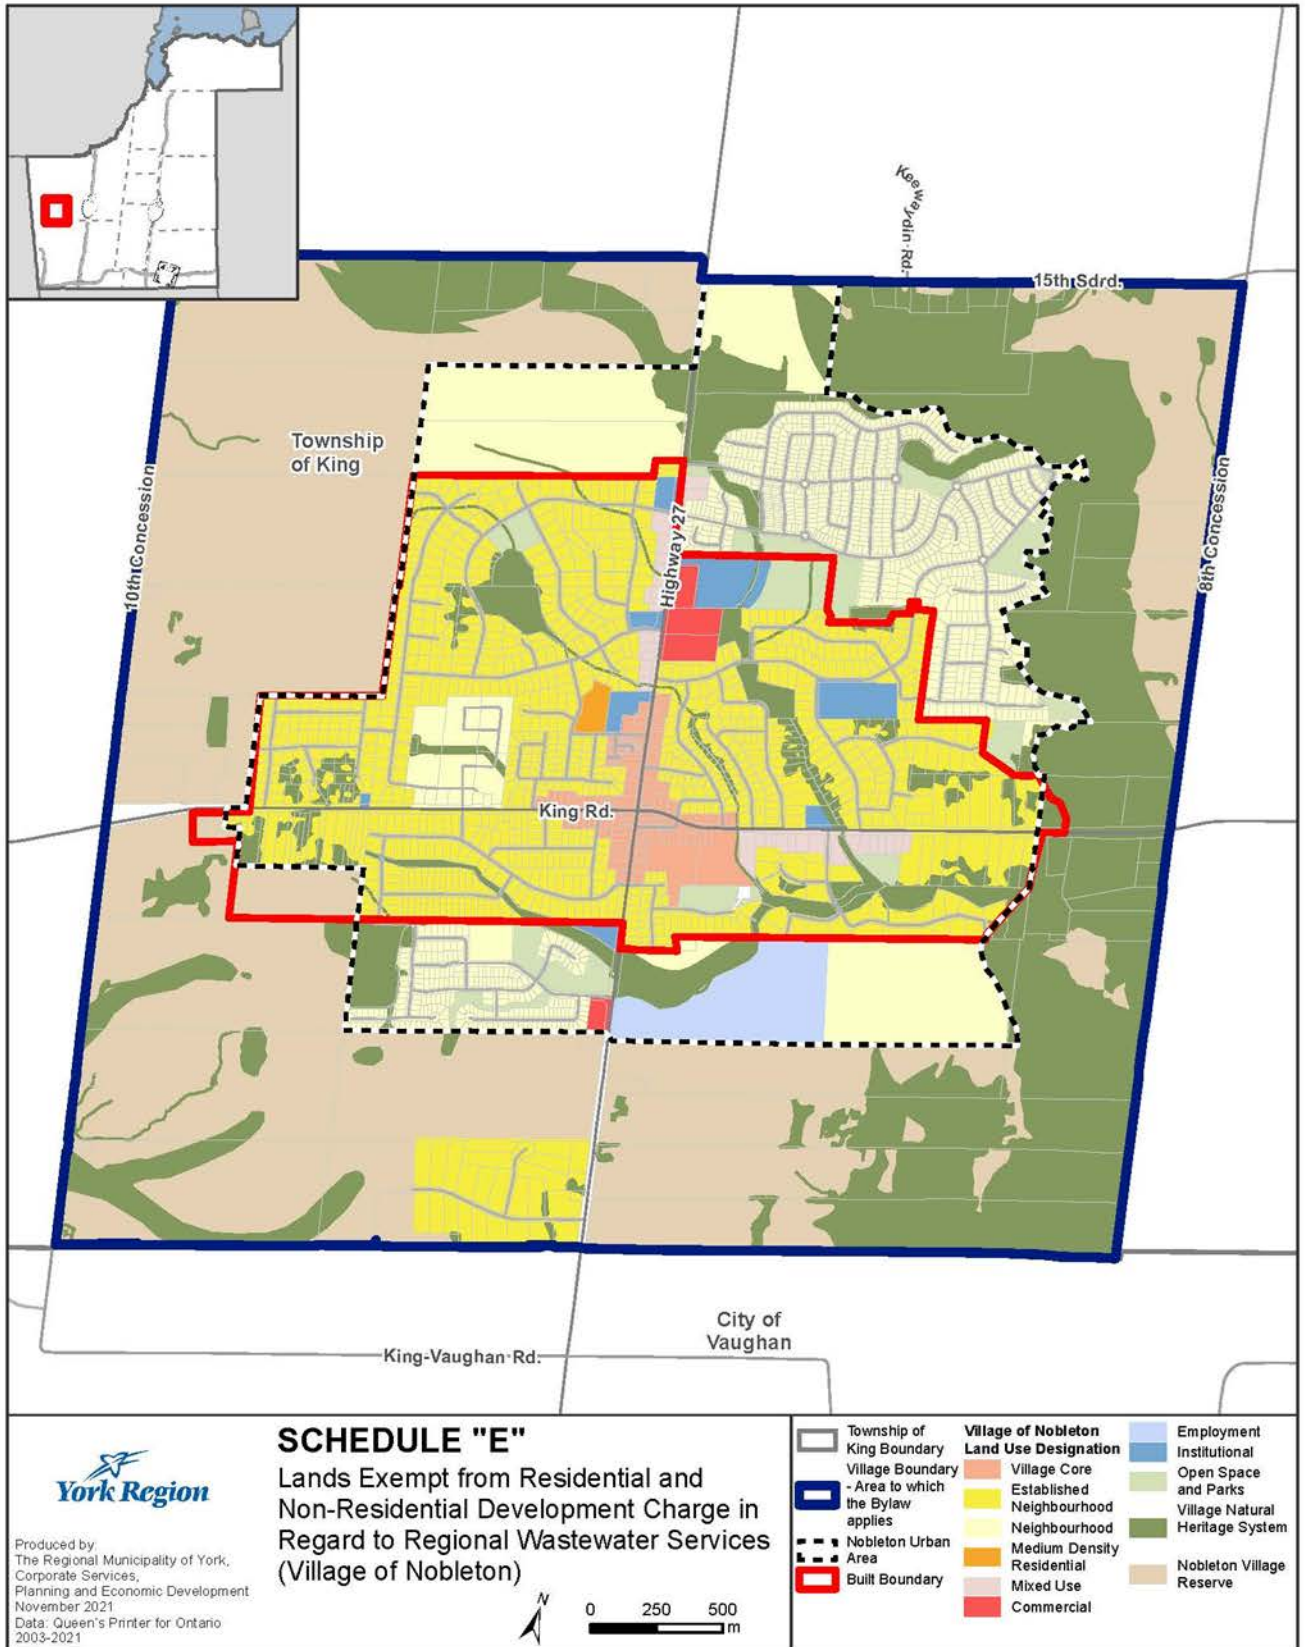 Keewaydin Rd.
15th Sdrd.
Township
of King
10th Concession
Highway 27
8th Concession
King Rd.
City of
Vaughan
King-Vaughan Rd.
York Region
Produced by:
The Regional Municipality of York,
Corporate Services,
Planning and Economic Development
November 2021
Data: Queen's Printer for Ontario
2003-2021
SCHEDULE "E"
Lands Exempt from Residential and
Non-Residential Development Charge in
Regard to Regional Wastewater Services
(Village of Nobleton)
N
0 250 500
m
Township of
King Boundary
Village Boundary
- Area to which
the Bylaw
applies
Nobleton Urban
Area
Built Boundary
Village of Nobleton
Land Use Designation
Village Core
Established
Neighbourhood
Neighbourhood
Medium Density
Residential
Mixed Use
Commercial
Employment
Institutional
Open Space
and Parks
Village Natural
Heritage System
Nobleton Village
Reserve